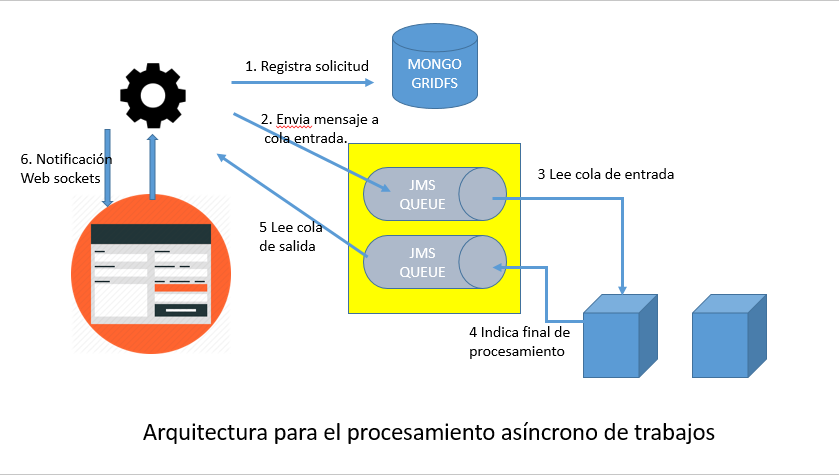 1. Registra solicitud
MONGO
GRIDFS
2. Envia mensaje a
cola entrada.
6. Notificación
Web sockets
JMS
QUEUE
3 Lee cola de entrada
5 Lee cola
de salida
JMS
QUEUE
4 Indica final de
procesamiento
Arquitectura para el procesamiento asíncrono de trabajos